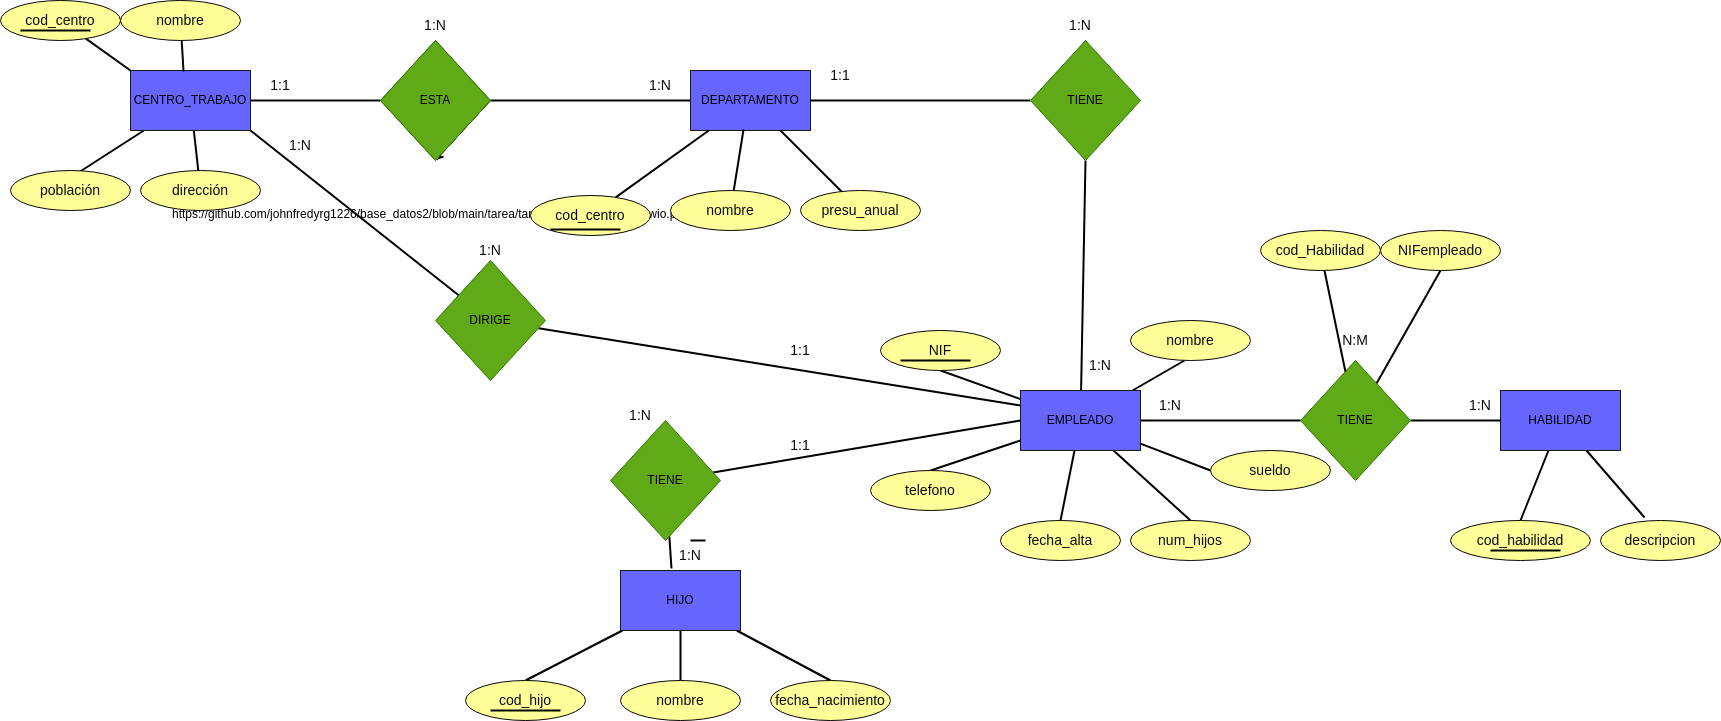 cod_centro
nombre
1:N
1:N
1:1
1:N
1:1
CENTRO_TRABAJO
ESTA
DEPARTAMENTO
TIENE
1:N
población
dirección
https://github.com/johnfredyrg1226/base_datos2/blob/main/tarea/tar
cod_centro
wio.p
nombre
presu_anual
1:N
cod_Habilidad
NIFempleado
DIRIGE
1:1
NIF
nombre
N:M
1:N
1:N
1:N
1:N
1:1
EMPLEADO
TIENE
HABILIDAD
TIENE
telefono
sueldo
fecha_alta
num_hijos
cod_habilidad
descripcion
1:N
HIJO
cod_hijo
nombre
fecha_nacimiento